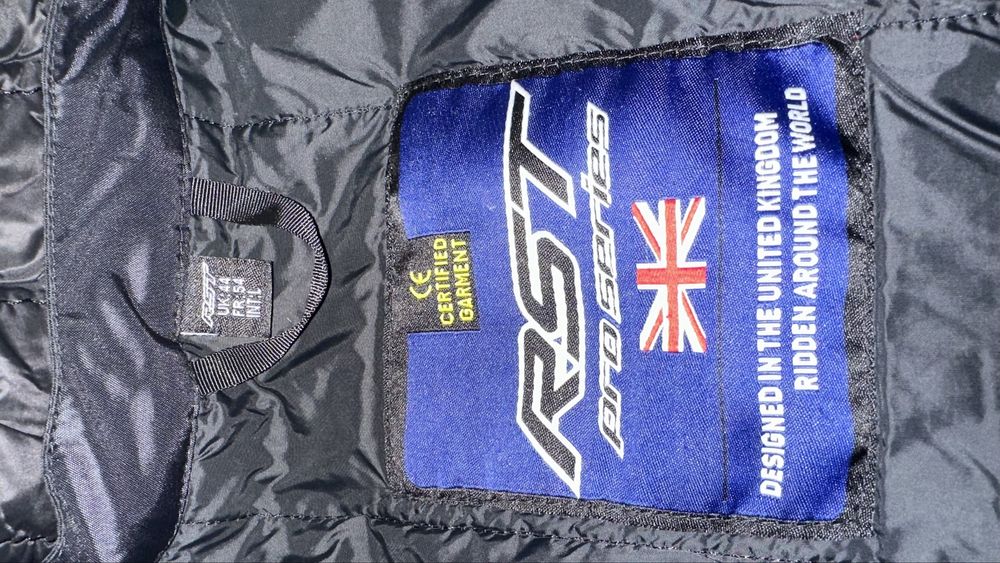 RST
UK:44
FR:54
IN:L
CE
CERTIFIED
GARMENT
RST
pro series
DESIGNED IN THE UNITED KINGDOM
RIDDEN AROUND THE WORLD